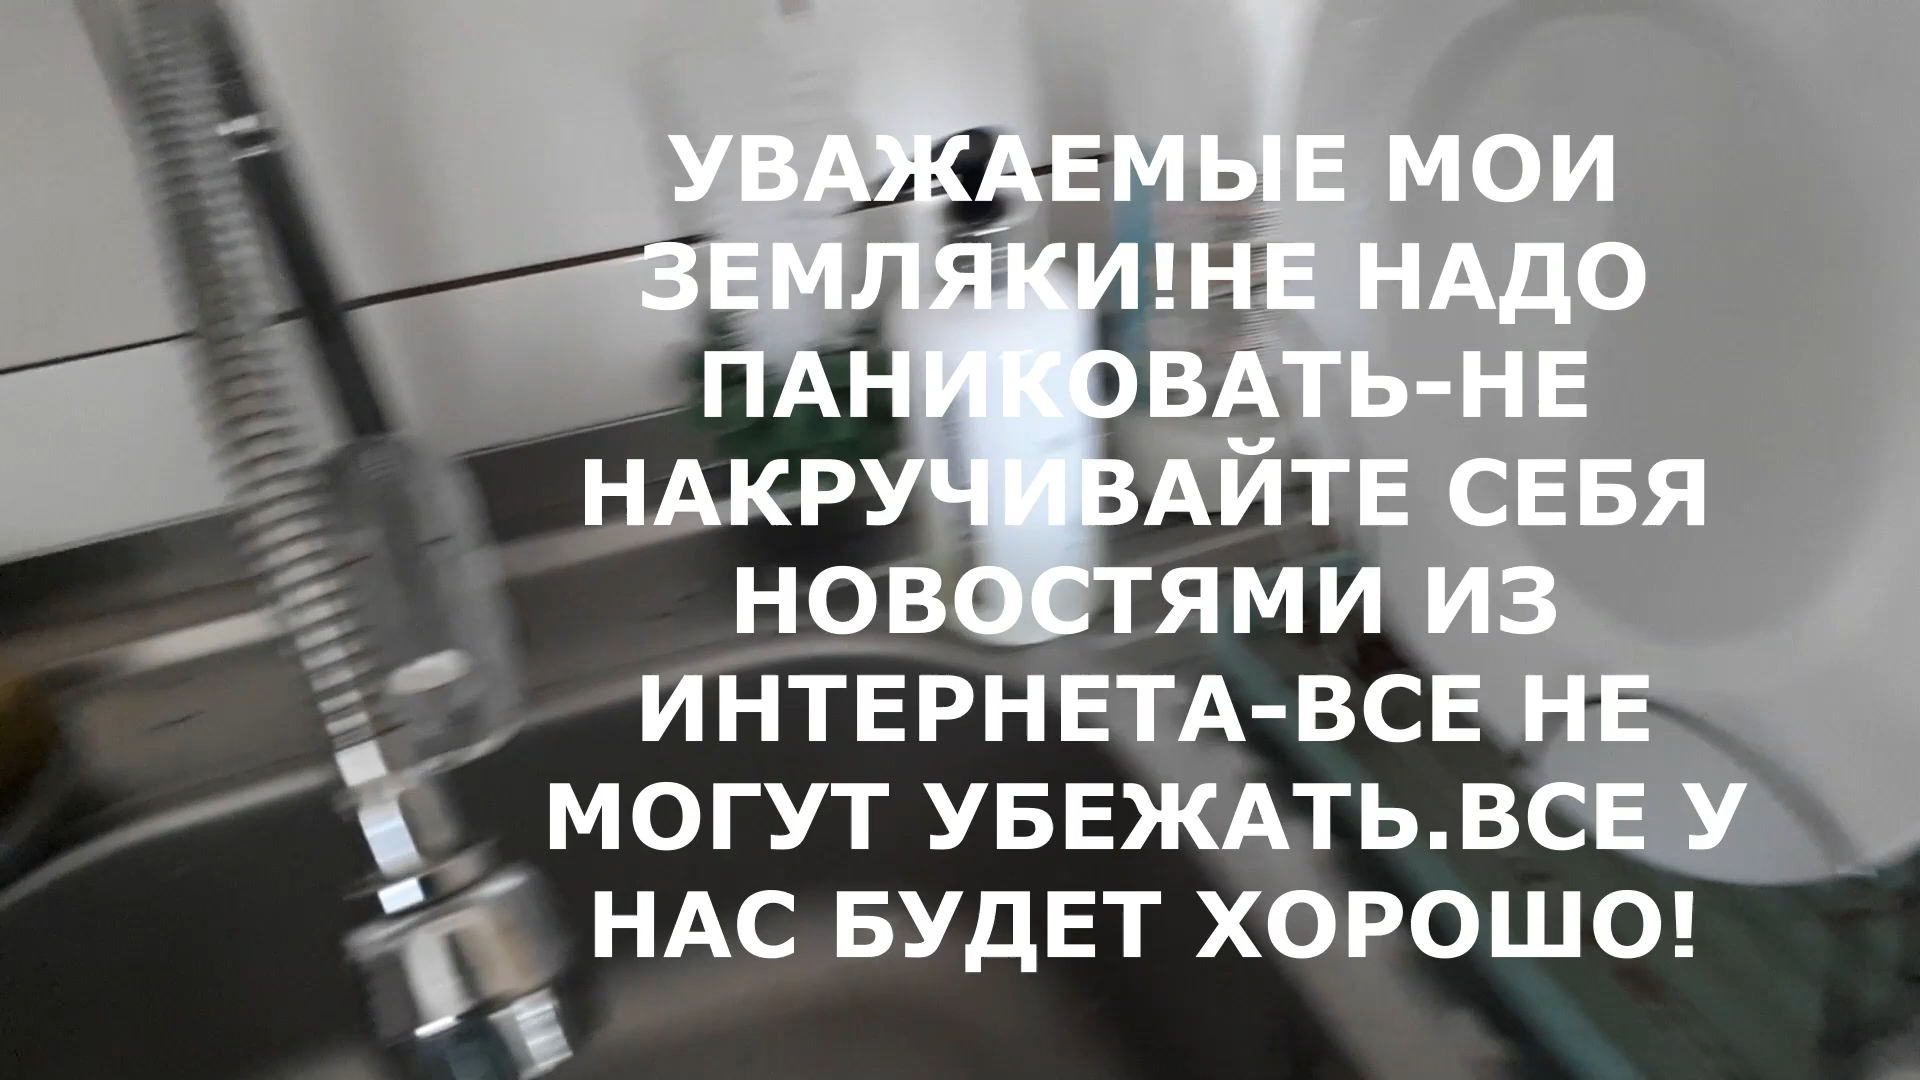 УВАЖАЕМЫЕ МОИ
ЗЕМЛЯКИ!НЕ НАДО
ПАНИКОВАТЬ-НЕ
НАКРУЧИВАЙТЕ СЕБЯ
НОВОСТЯМИ ИЗ
ИНТЕРНЕТА-ВСЕ НЕ
МОГУТ УБЕЖАТЬ.ВСЕ У
НАС БУДЕТ ХОРОШО!